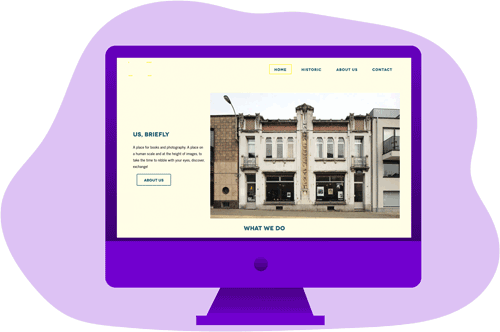 HOME HISTORIC ABOUT US CONTACT
US, BRIEFLY
A place for books and photography. A place on
a human scale and at the height of images, to
take the time to nibble with your eyes, discover,
exchange!
ABOUT US
WHAT WE DO